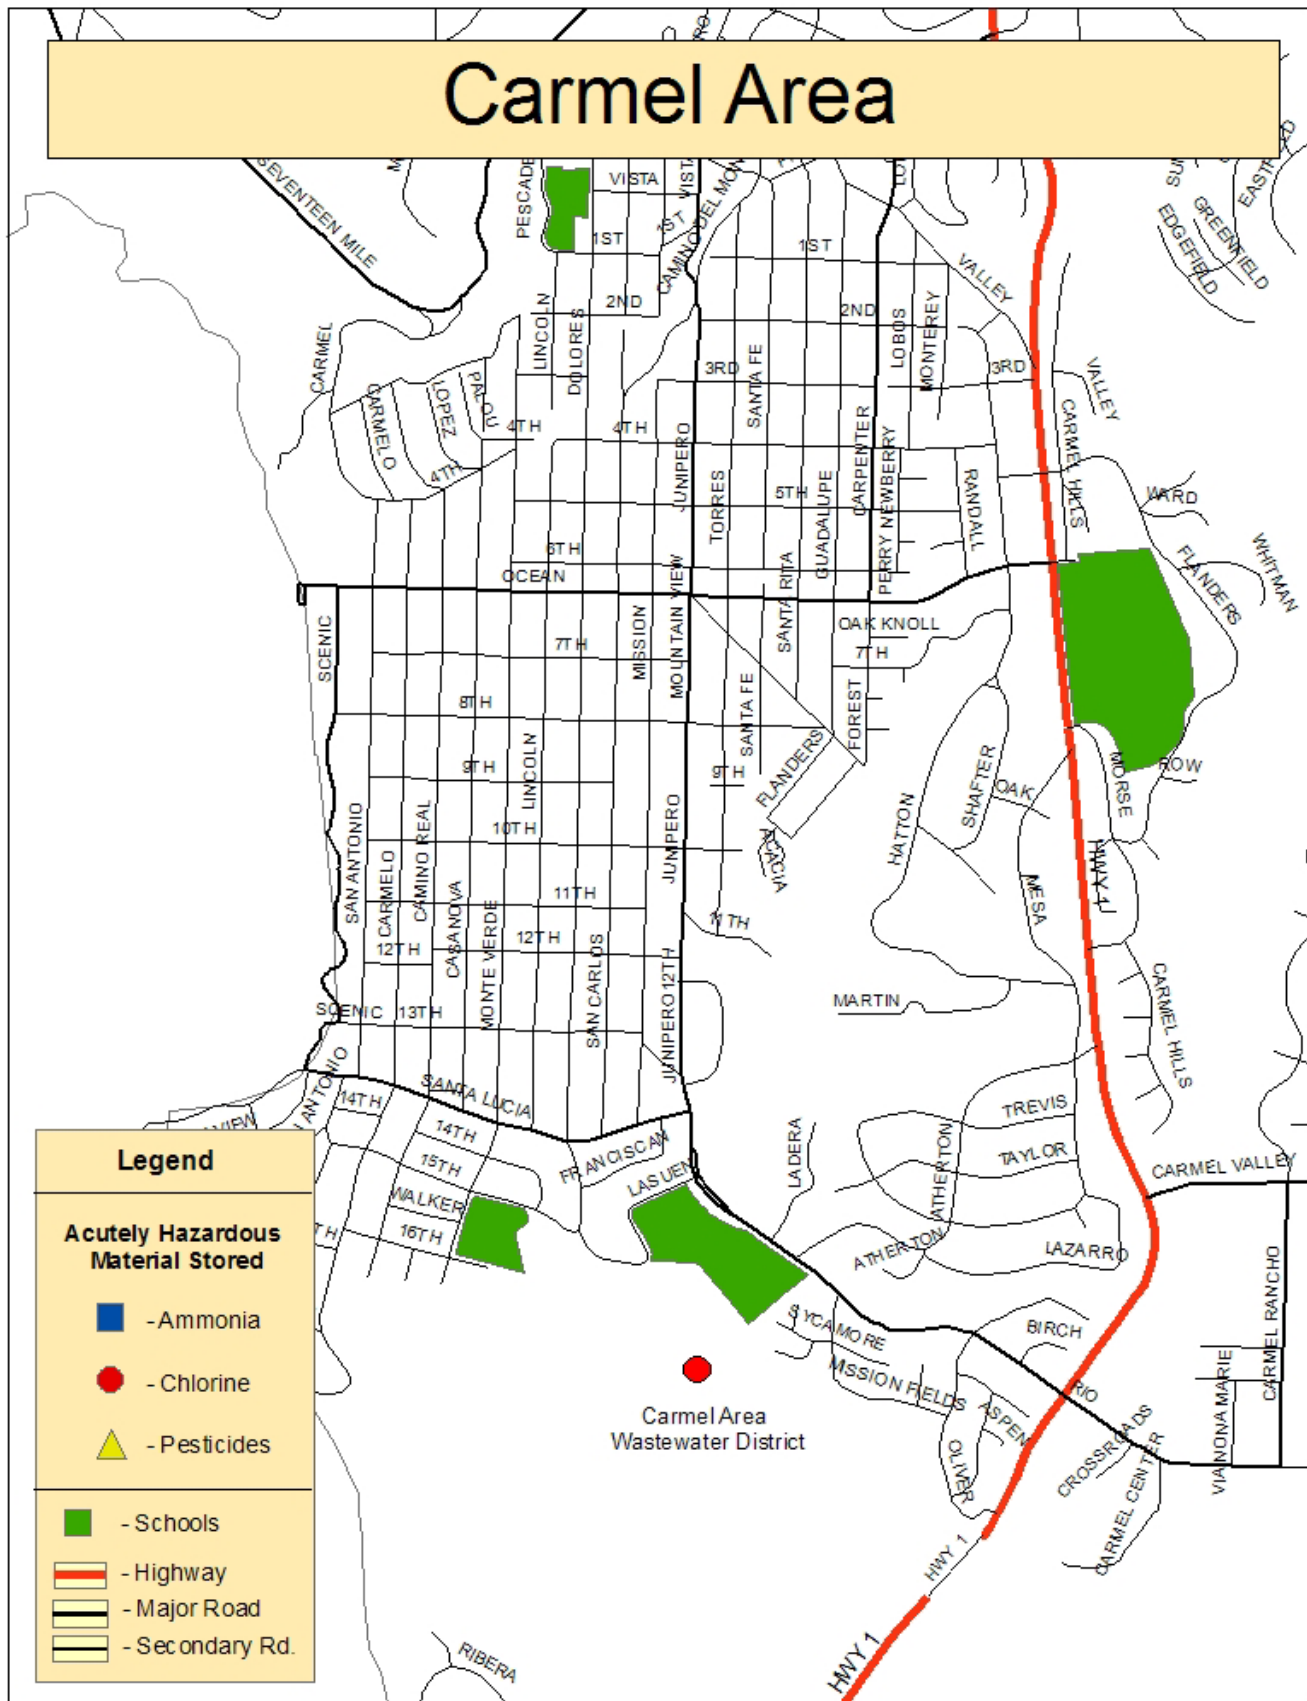 Carmel Area
SEVENTEEN MILE
VISTA
1ST
1ST
CAMINO DEL MON
1ST
VALLEY
EDGEFIELD
GREENFIELD
2ND
2ND
LINCOLN
DOLORES
LOBOS
MONTEREY
CARMEL
CARMELO
LOPEZ
PALOU
3RD
SANTA FE
3RD
VALLEY
4TH
4TH
4TH
JUNIPERO
TORRES
5TH
GUADALUPE
CARPENTER
PERRY NEWBERRY
RANDALL
CARMEL HILLS
WARD
FLANDERS
WHITMAN
6TH
OCEAN
SCENIC
7TH
MISSION
MOUNTAIN VIEW
SANTA RITA
OAK KNOLL
7TH
8TH
SANTA FE
FOREST
FLANDERS
9TH
LINCOLN
9TH
SHAFTER
OAK
MORSE
ROW
SAN ANTONIO
CARMELO
CAMINO REAL
10TH
JUNIPERO
ACACIA
HATTON
HWY 1
MESA
CASANOVA
MONTE VERDE
11TH
11TH
12TH
12TH
SAN CARLOS
JUNIPERO
12TH
MARTIN
CARMEL HILLS
SCENIC
13TH
SANTA LUCIA
14TH
14TH
15TH
WALKER
16TH
FRANCISCAN
LASUEN
LADERA
TREVIS
TAYLOR
ATHERTON
ATHERTON
LAZARRO
CARMEL VALLEY
CARMEL RANCHO
SYCAMORE
MISSION FIELDS
BIRCH
ASPEN
OLIVER
RIO
CROSSROADS
CARMEL CENTER
VIA NONA MARIE
HWY 1
HWY 1
RIBERA
Carmel Area
Wastewater District
Legend
Acutely Hazardous
Material Stored
- Ammonia
- Chlorine
- Pesticides
- Schools
- Highway
- Major Road
- Secondary Rd.